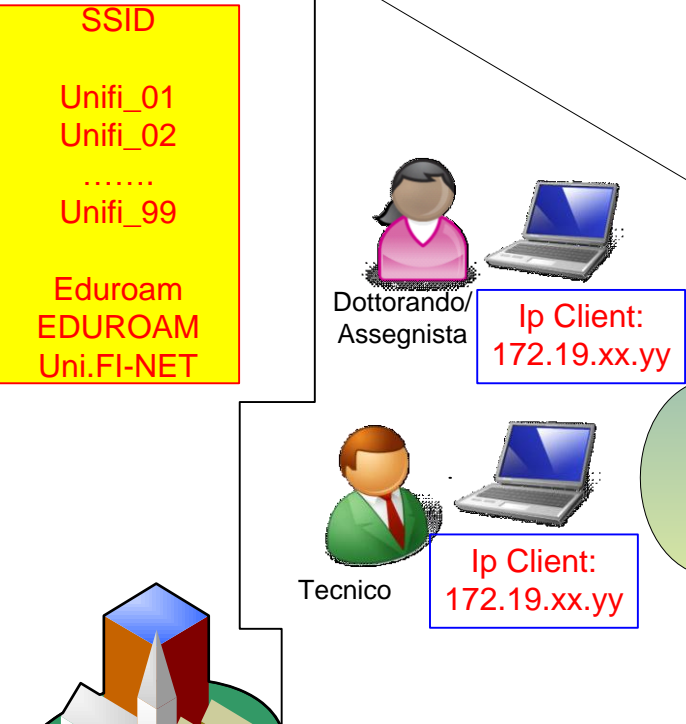 SSID
Unifi_01
Unifi_02
.......
Unifi_99
Eduroam
EDUROAM
Uni.FI-NET
Dottorando/
Assegnista
Ip Client:
172.19.xx.yy
Tecnico
Ip Client:
172.19.xx.yy